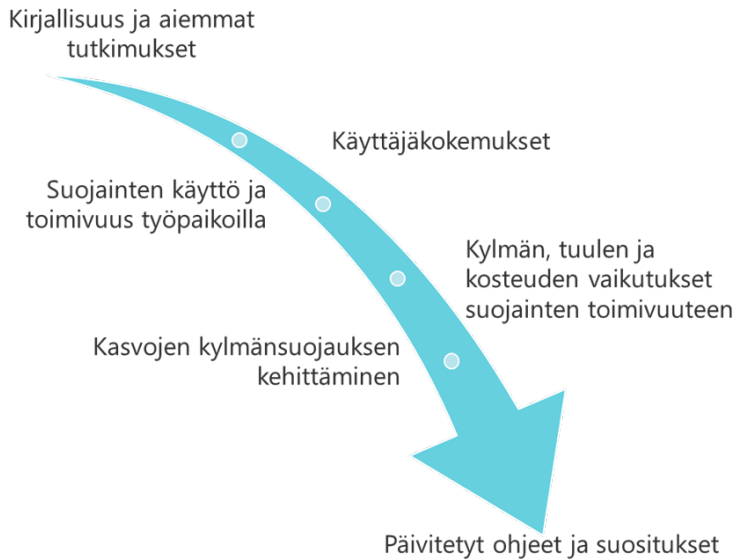 Kirjallisuus ja aiemmat
tutkimukset
Käyttäjäkokemukset
Suojainten käyttö ja
toimivuus työpaikoilla
Kylmän, tuulen ja
kosteuden vaikutukset
suojainten toimivuuteen
Kasvojen kylmänsuojauksen
kehittäminen
Päivitetyt ohjeet ja suositukset